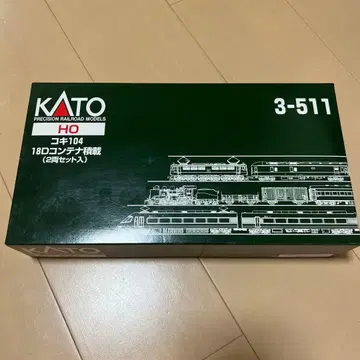 KATO
PRECISION RAILROAD MODELS
HO
コキ104
18Dコンテナ積載
(2両セット入)
3-511